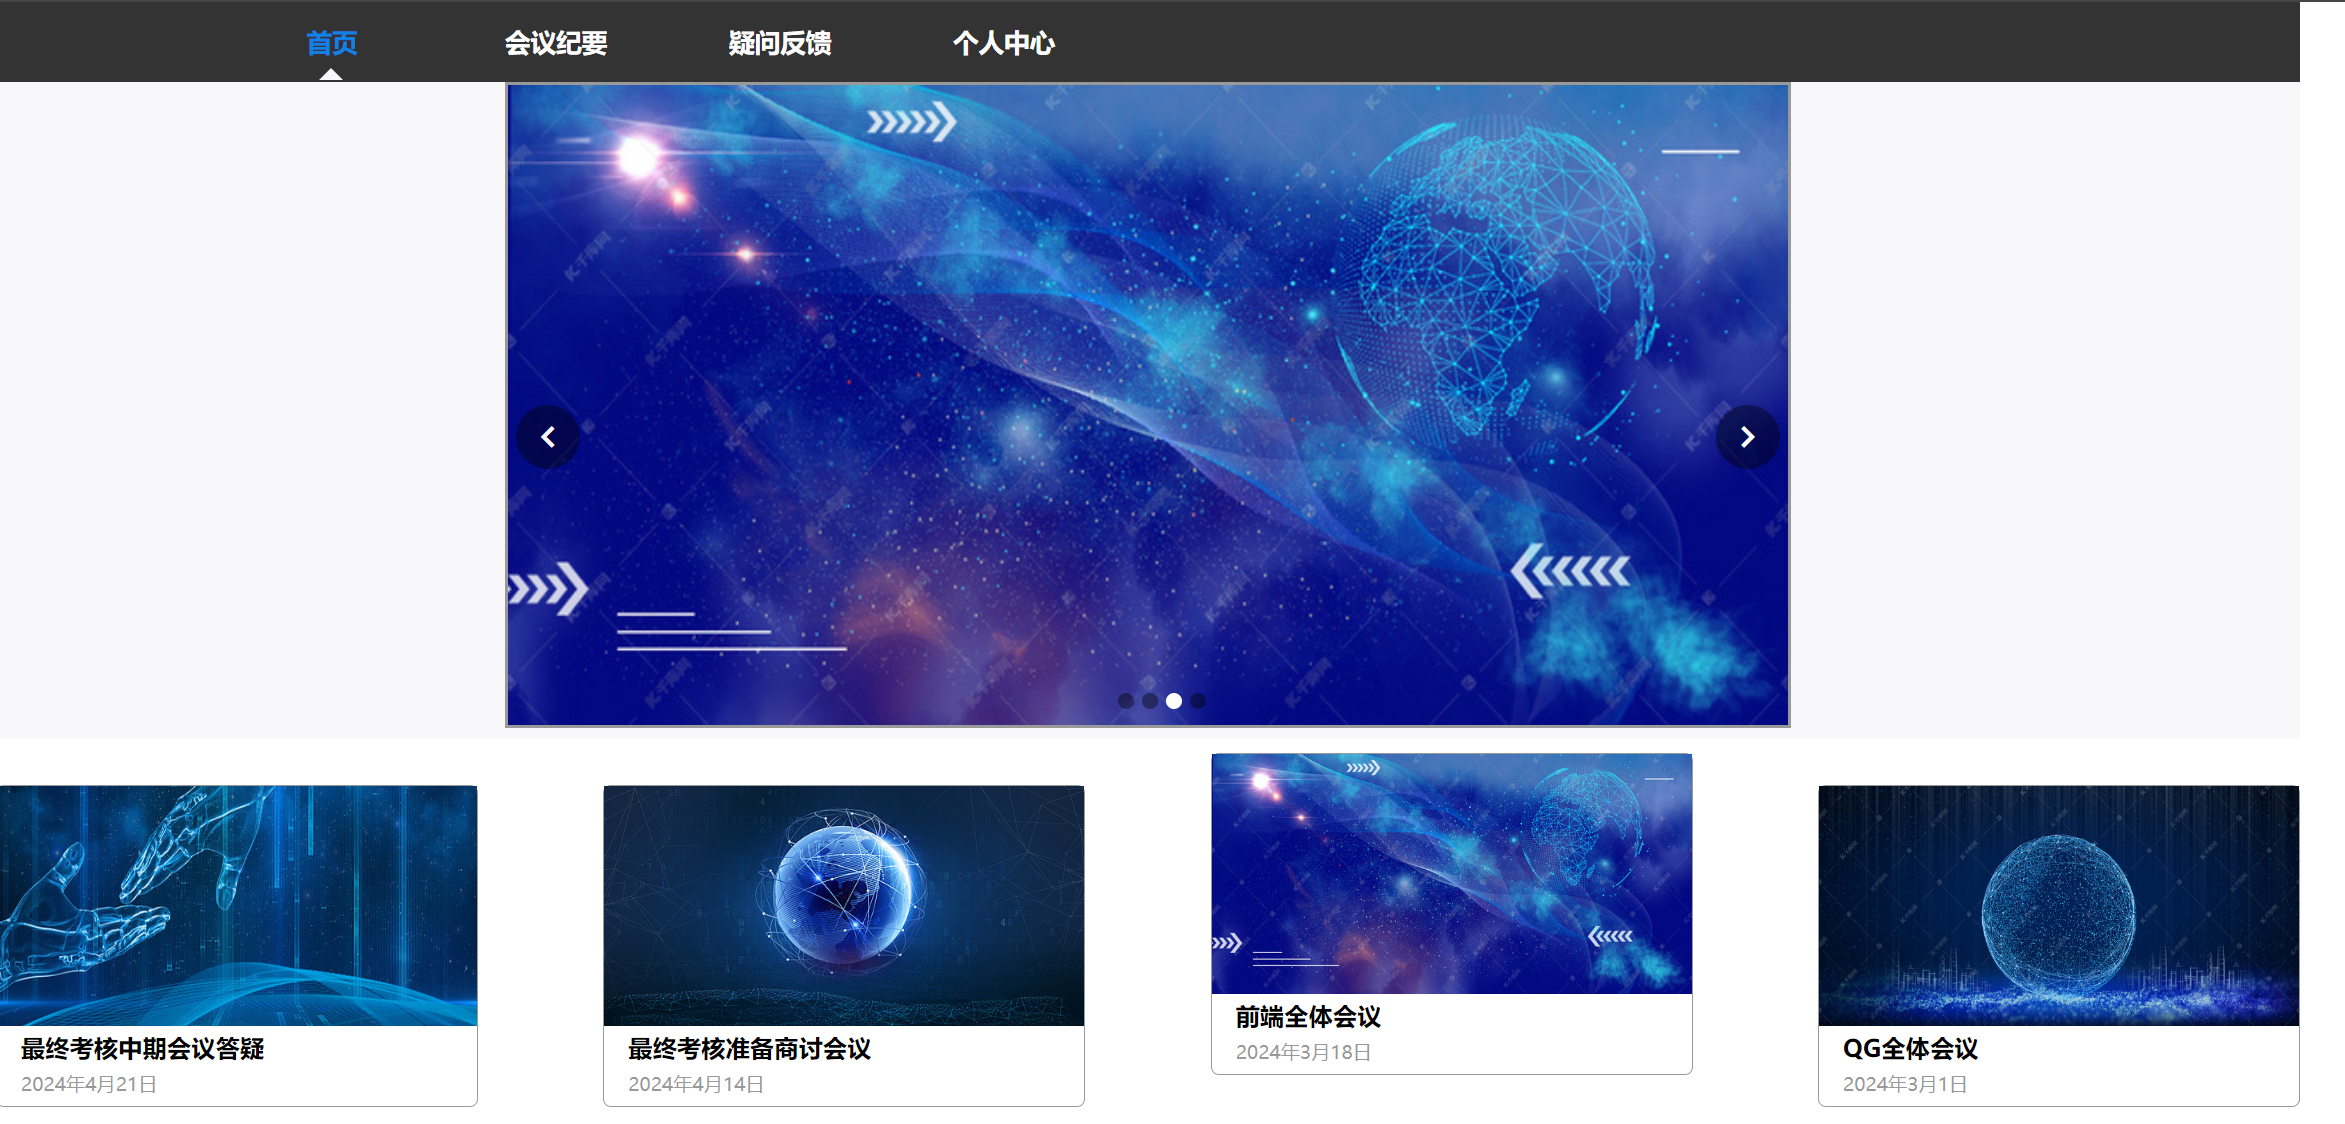 首页
会议纪要
疑问反馈
个人中心
最终考核中期会议答疑
2024年4月21日
最终考核准备商讨会议
2024年4月14日
前端全体会议
2024年3月18日
QG全体会议
2024年3月1日